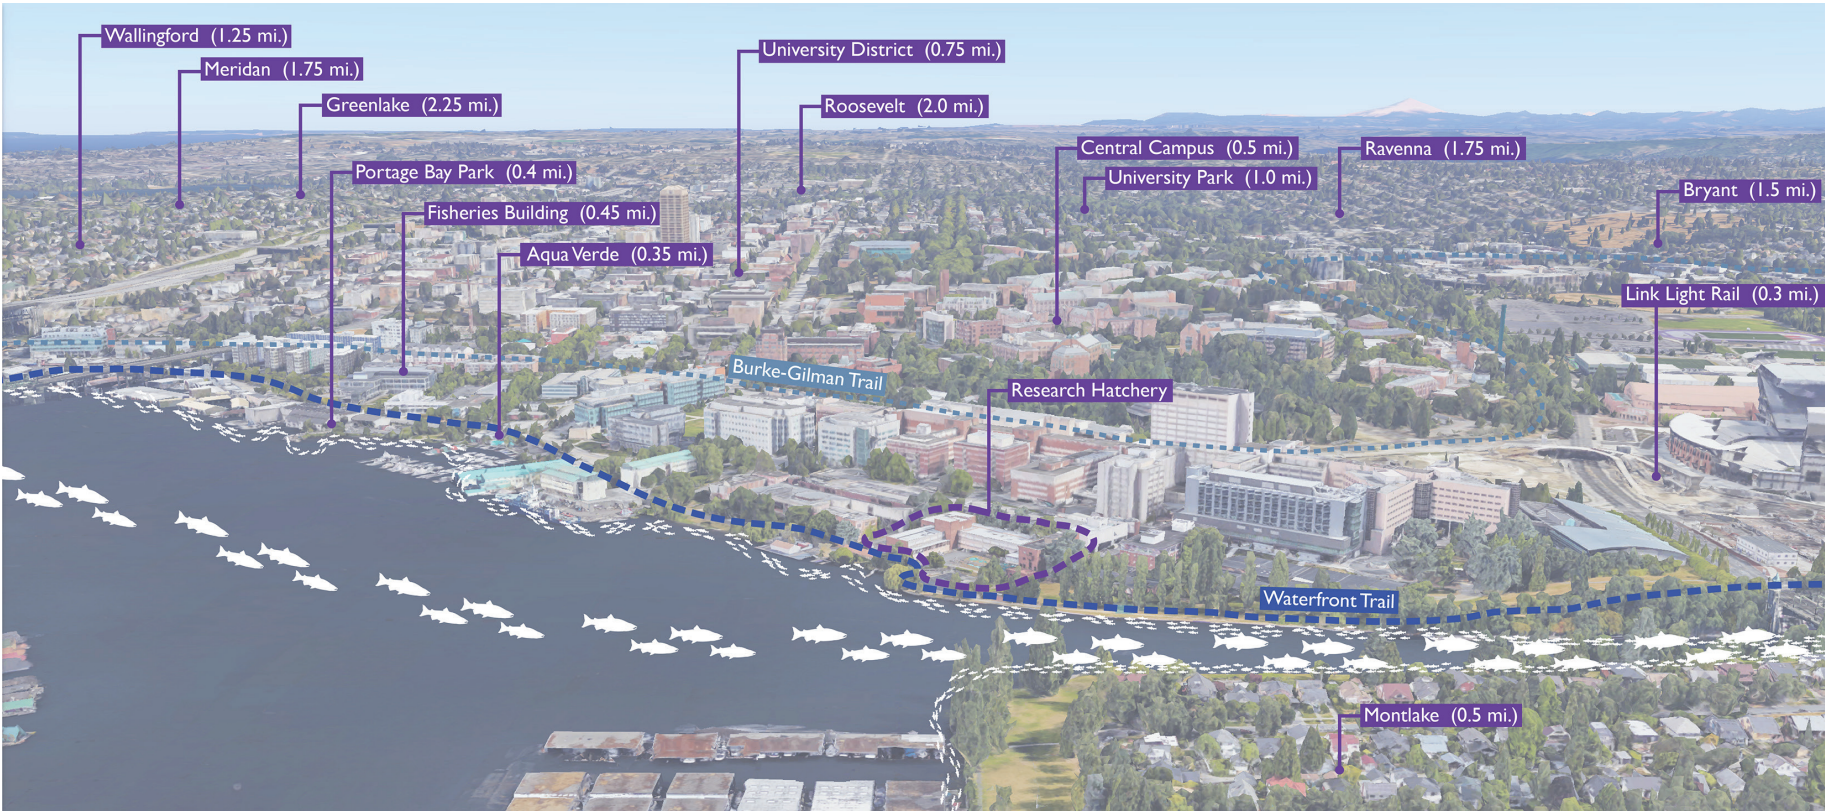 Wallingford (1.25 mi.)
Meridan (1.75 mi.)
Greenlake (2.25 mi.)
University District (0.75 mi.)
Roosevelt (2.0 mi.)
Central Campus (0.5 mi.)
Ravenna (1.75 mi.)
University Park (1.0 mi.)
Bryant (1.5 mi.)
Portage Bay Park (0.4 mi.)
Fisheries Building (0.45 mi.)
Aqua Verde (0.35 mi.)
Link Light Rail (0.3 mi.)
Burke-Gilman Trail
Research Hatchery
Waterfront Trail
Montlake (0.5 mi.)